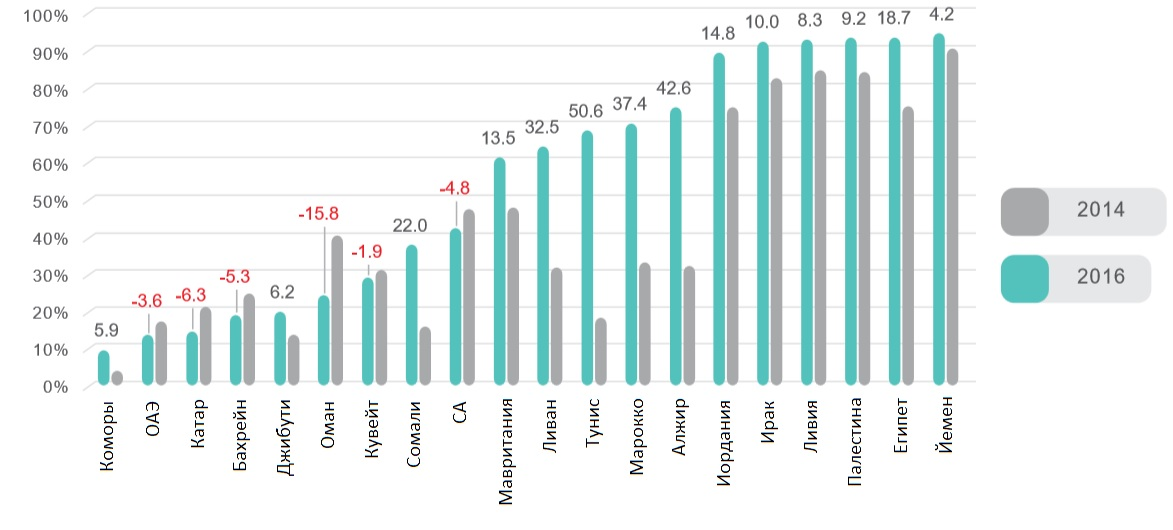 100%
90%
80%
70%
60%
50%
40%
30%
20%
10%
0%
5.9
-3.6
-6.3
-5.3
6.2
-15.8
-1.9
22.0
-4.8
13.5
32.5
50.6
37.4
42.6
14.8
10.0
8.3
9.2
18.7
4.2
Коморы
ОАЭ
Катар
Бахрейн
Джибути
Оман
Кувейт
Сомали
СА
Мавритания
Ливан
Тунис
Марокко
Алжир
Иордания
Ирак
Ливия
Палестина
Египет
Йемен
2014
2016